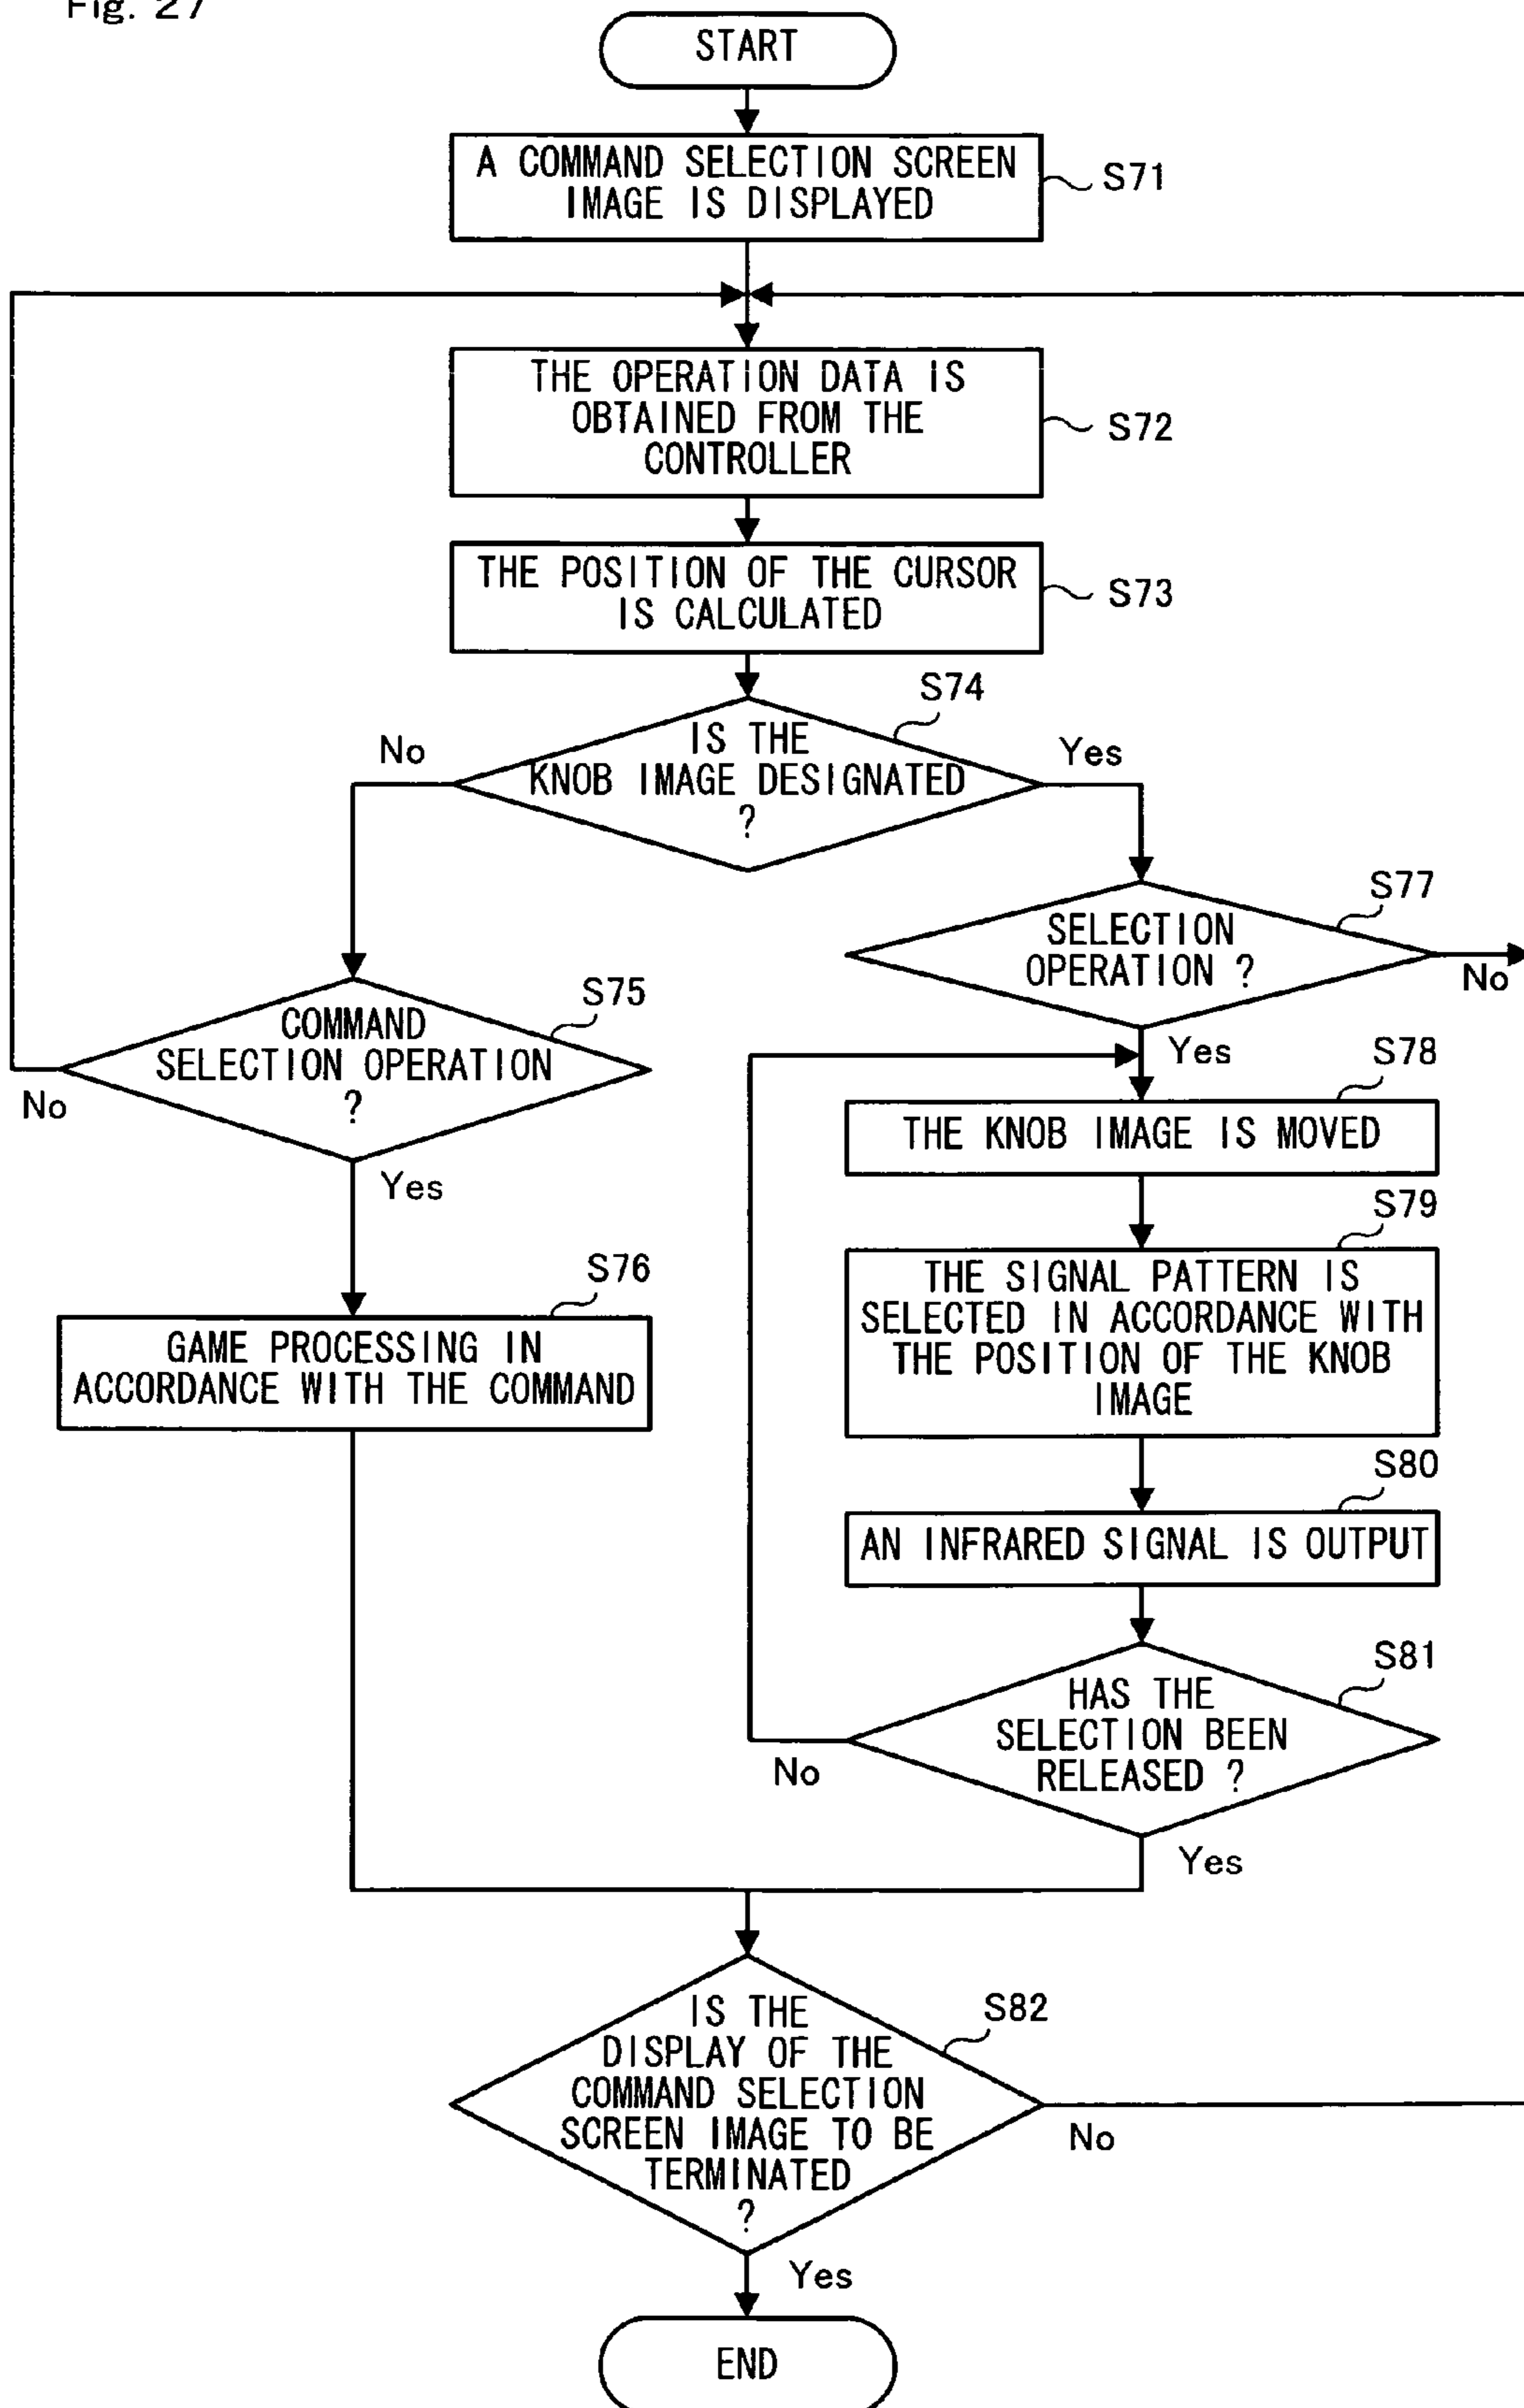 Fig. 27
START
A COMMAND SELECTION SCREEN
IMAGE IS DISPLAYED
S71
THE OPERATION DATA IS
OBTAINED FROM THE
CONTROLLER
S72
THE POSITION OF THE CURSOR
IS CALCULATED
S73
S74
IS THE
KNOB IMAGE DESIGNATED
?
No
Yes
S77
SELECTION
OPERATION ?
No
Yes
S75
COMMAND
SELECTION OPERATION
?
No
Yes
S78
THE KNOB IMAGE IS MOVED
S79
THE SIGNAL PATTERN IS
SELECTED IN ACCORDANCE WITH
THE POSITION OF THE KNOB
IMAGE
S76
GAME PROCESSING IN
ACCORDANCE WITH THE COMMAND
S80
AN INFRARED SIGNAL IS OUTPUT
S81
HAS THE
SELECTION BEEN
RELEASED ?
No
Yes
S82
IS THE
DISPLAY OF THE
COMMAND SELECTION
SCREEN IMAGE TO BE
TERMINATED
?
No
Yes
END